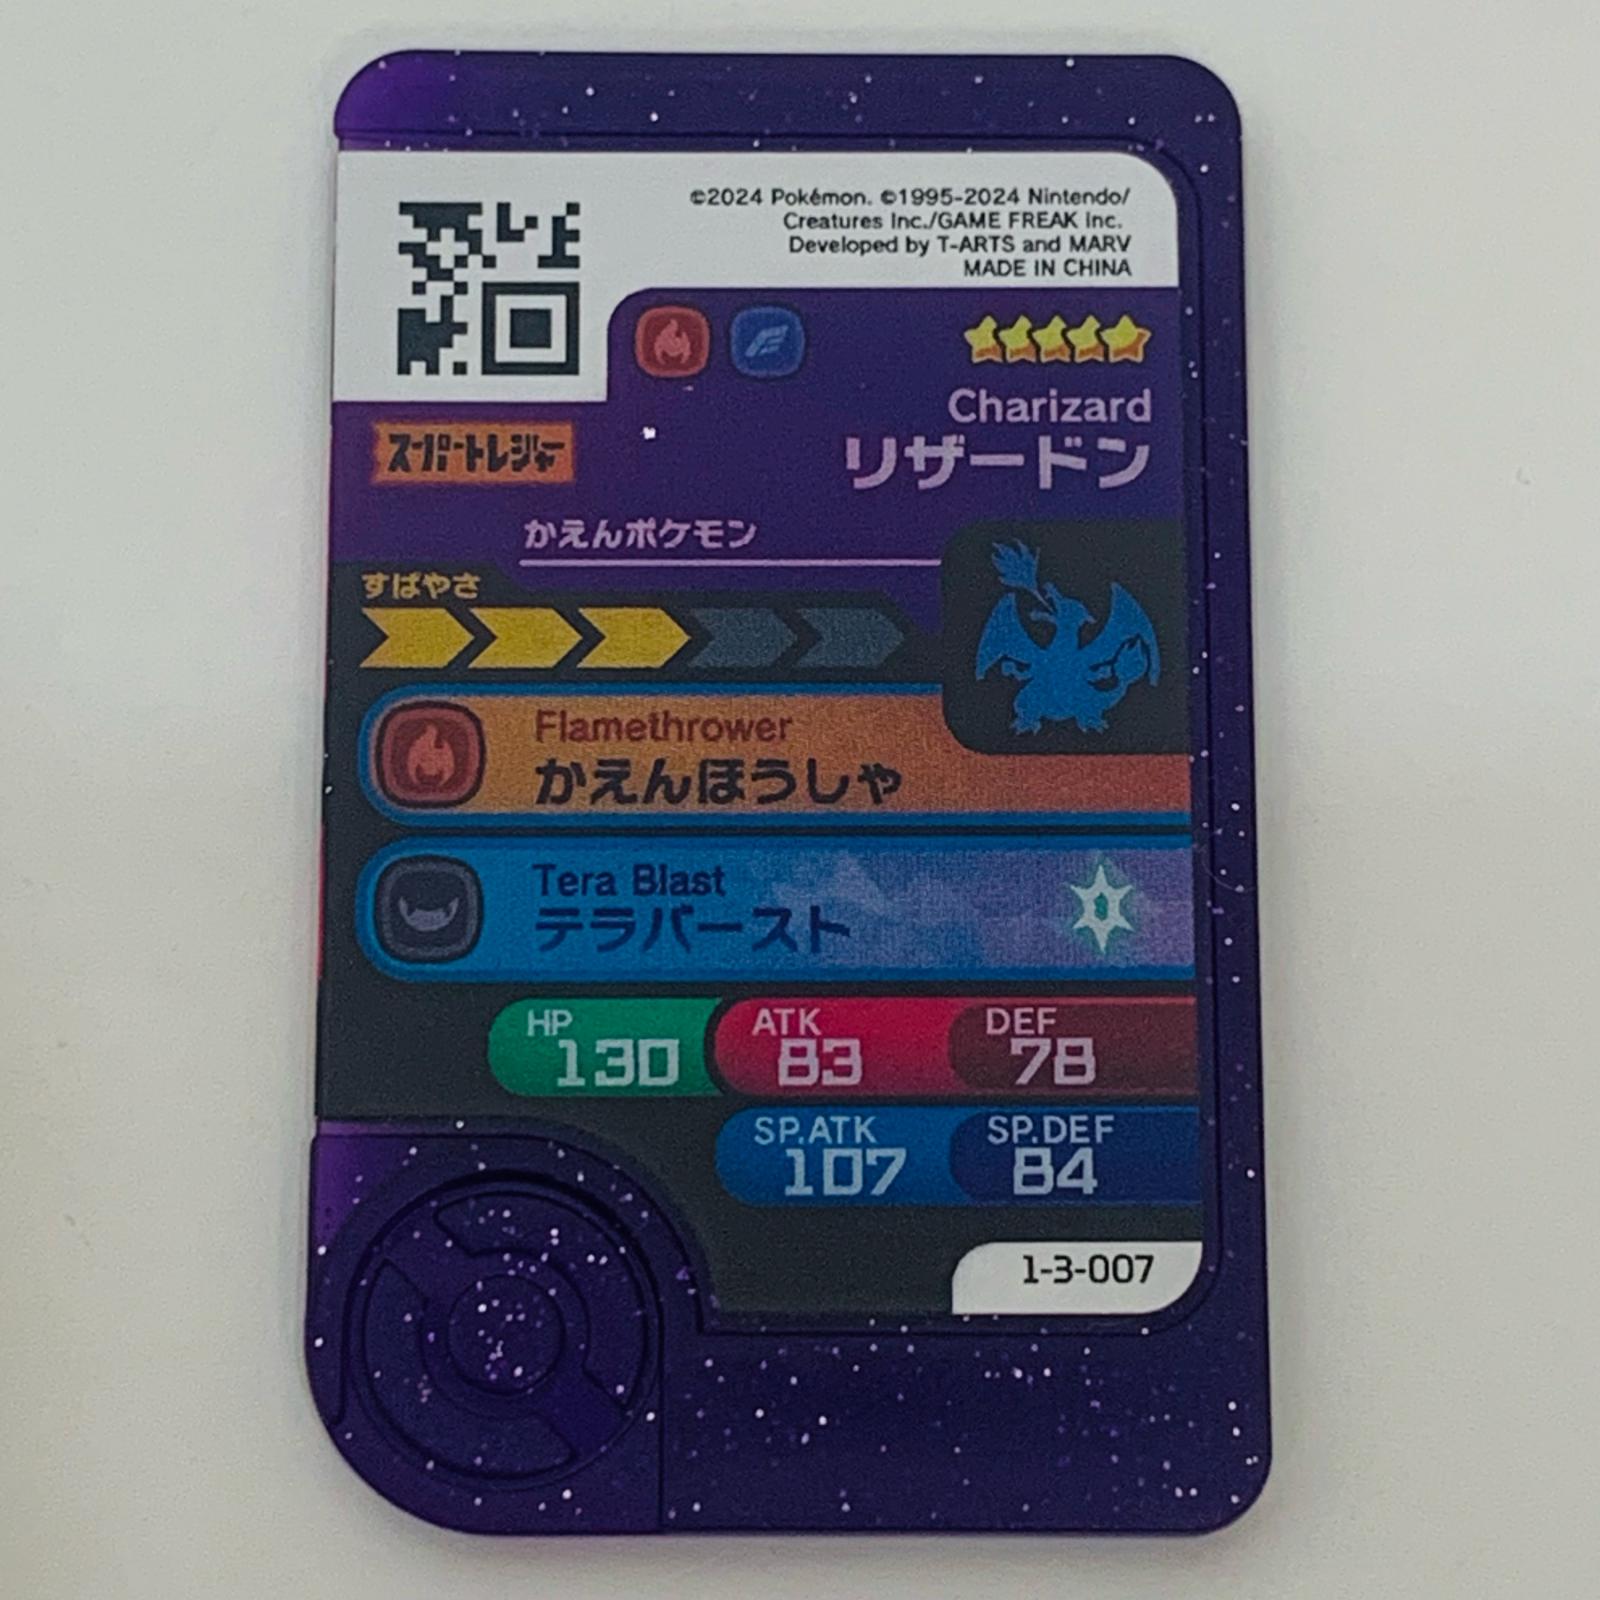 ©2024 Pokémon. ©1995-2024 Nintendo/
Creatures Inc./GAME FREAK inc.
Developed by T-ARTS and MARV
MADE IN CHINA
Charizard
リザードン
スーパートレジャー
かえんポケモン
すばやさ
Flamethrower
かえんほうしゃ
Tera Blast
テラバースト
HP
130
ATK
83
DEF
78
SP.ATK
107
SP.DEF
84
1-3-007